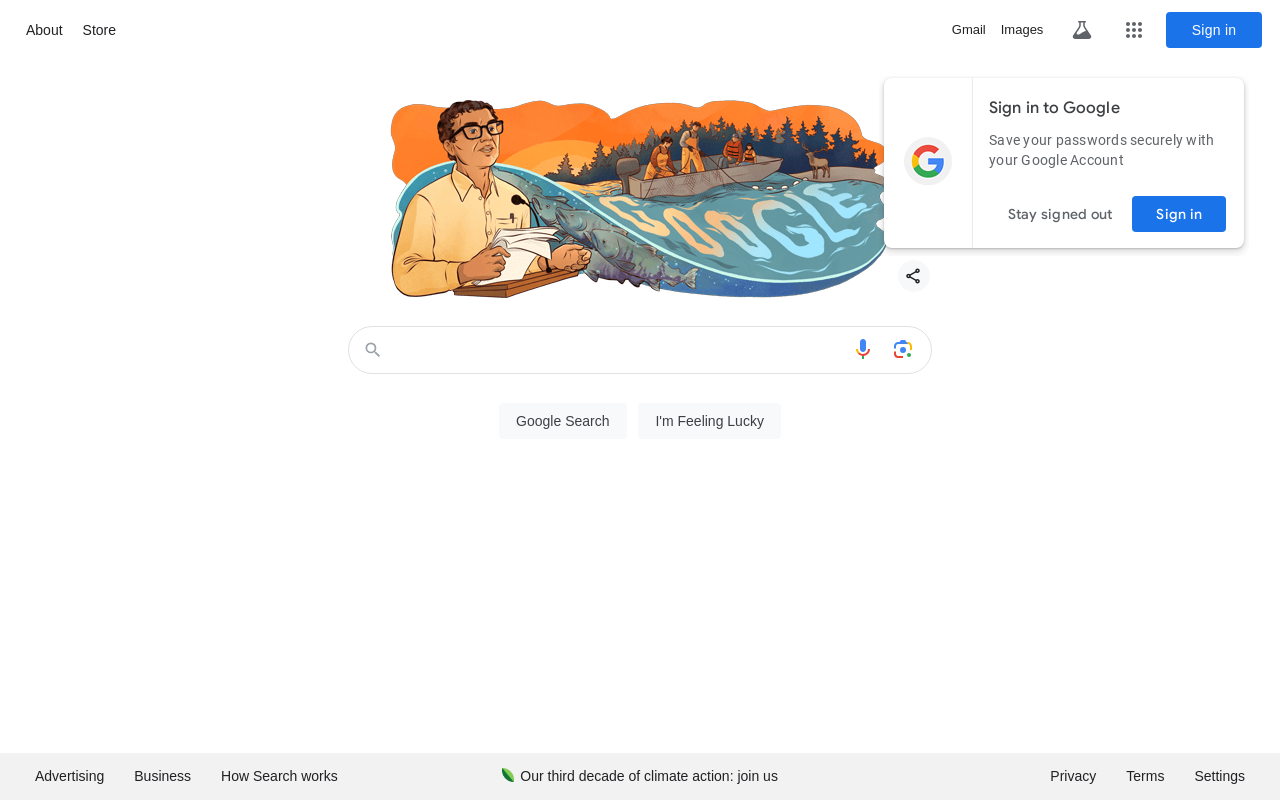 About
Store
Gmail
Images
Sign in
Sign in to Google
Save your passwords securely with
your Google Account
Stay signed out
Sign in
GOOGLE
Google Search
I'm Feeling Lucky
Advertising
Business
How Search works
Our third decade of climate action: join us
Privacy
Terms
Settings